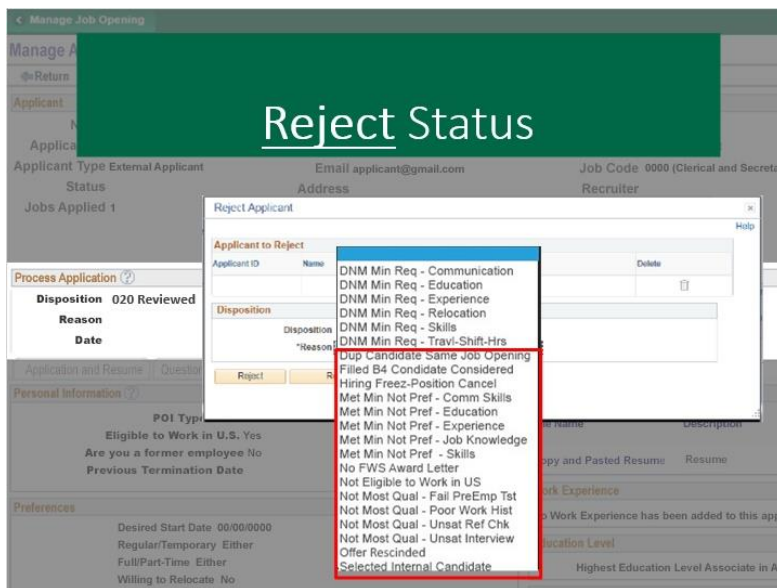 Manage Job Opening
Manage A
Return
Reject Status
Applicant
Applica
Applicant Type External Applicant
Email applicant@gmail.com
Job Code 0000 (Clerical and Secreta
Status
Address
Recruiter
Jobs Applied 1
Reject Applicant
Help
Applicant to Reject
Applicant ID
Name
Delete
Disposition
Disposition
*Reason
Reject
DNM Min Req - Communication
DNM Min Req - Education
DNM Min Req - Experience
DNM Min Req - Relocation
DNM Min Req - Skills
DNM Min Req - Travl-Shift-Hrs
Dup Candidate Same Job Opening
Filled B4 Condidate Considered
Hiring Freez-Position Cancel
Met Min Not Pref - Comm Skills
Met Min Not Pref - Education
Met Min Not Pref - Experience
Met Min Not Pref - Job Knowledge
Met Min Not Pref - Skills
No FWS Award Letter
Not Eligible to Work in US
Not Most Qual - Fail PreEmp Tst
Not Most Qual - Poor Work Hist
Not Most Qual - Unsat Ref Chk
Not Most Qual - Unsat Interview
Offer Rescinded
Selected Internal Candidate
Process Application
Disposition 020 Reviewed
Reason
Date
Application and Resume
Question
Personal Information
POI Type
Eligible to Work in U.S. Yes
Are you a former employee No
Previous Termination Date
Name
Description
opy and Pasted Resume
Resume
ork Experience
Work Experience has been added to this app
ducation Level
Highest Education Level Associate in A
Preferences
Desired Start Date 00/00/0000
Regular/Temporary Either
Full/Part-Time Either
Willing to Relocate No